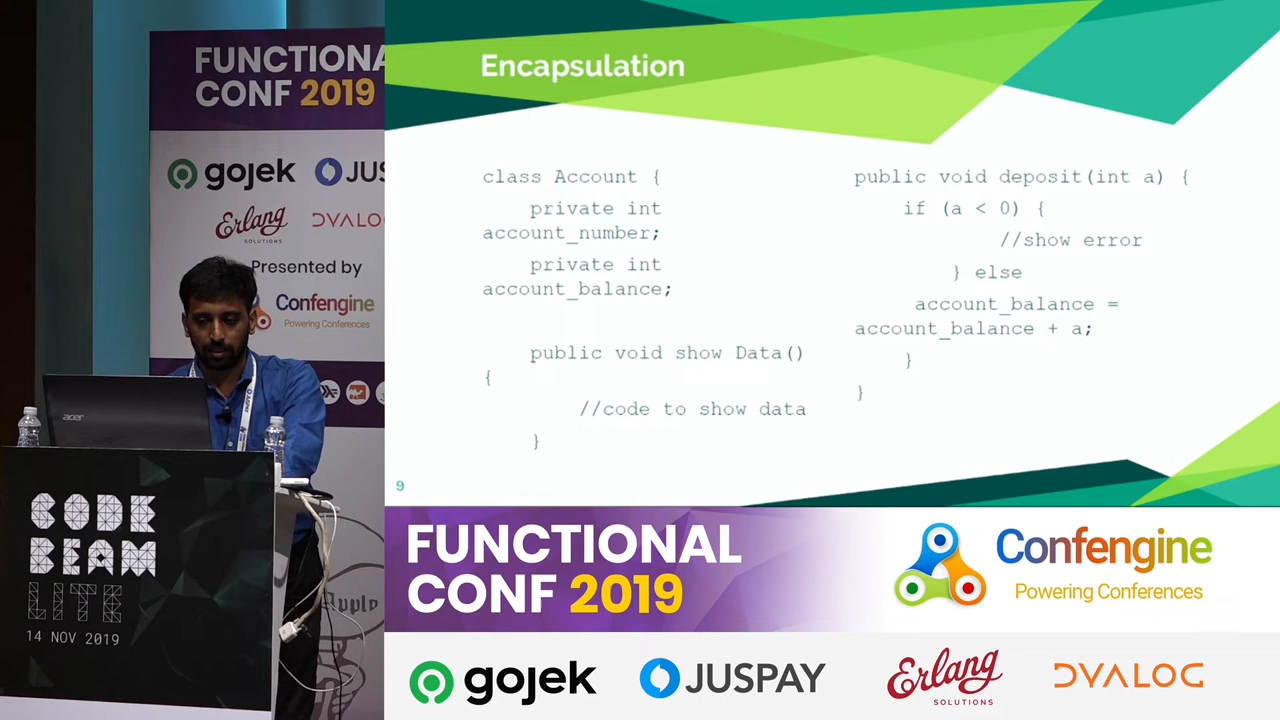 FUNCTIONA
CONF 2019
gojek
JUS
Erlang
SOLUTIONS
DYALO
Presented by
Confengine
Powering Conferences
acer
CODE
BEAM
LITE
14 NOV 2019
Apply
Encapsulation
class Account {
private int
account_number;
private int
account_balance;
public void show Data()
{
//code to show data
}
public void deposit(int a) {
if (a < 0) {
//show error
} else
account_balance =
account_balance + a;
}
}
9
FUNCTIONAL
CONF 2019
Confengine
Powering Conferences
gojek
JUSPAY
Erlang
SOLUTIONS
DYALOG